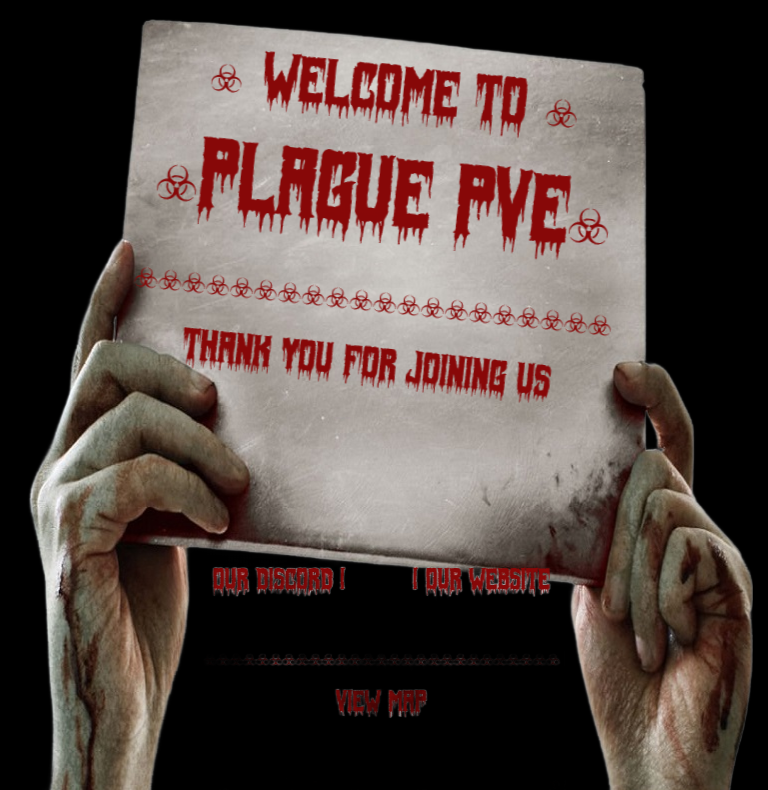 WELCOME TO
PLAGUE PVE
THANK YOU FOR JOINING US
OUR DISCORD ! ! OUR WEBSITE
VIEW MAP